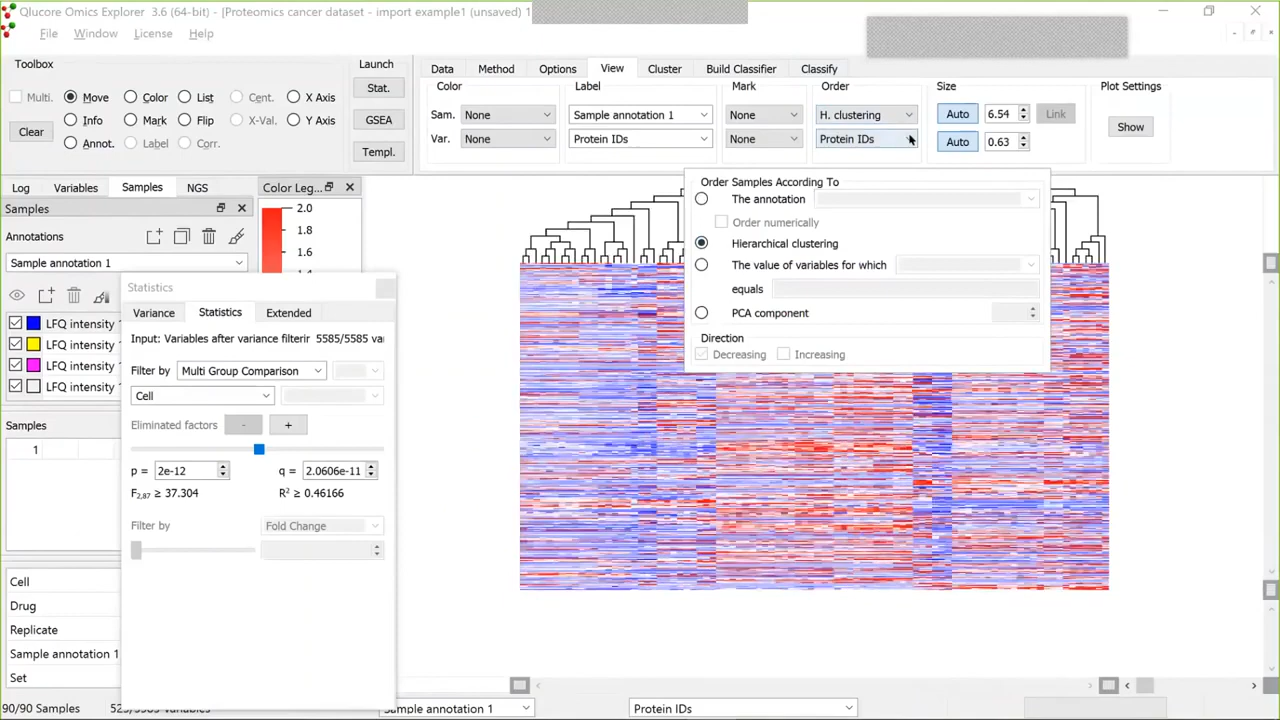 Qlucore Omics Explorer 3.6 (64-bit) - [Proteomics cancer dataset - import example1 (unsaved) 1
File Window License Help
Toolbox Launch
Data Method Options View Cluster Build Classifier Classify
Color Label Mark Order Size Plot Settings
Multi. Move Color List Cent. X Axis Stat.
Info Mark Flip X-Val. Y Axis GSEA
Clear Annot. Label Corr. Templ.
Sam. None Sample annotation 1 None H. clustering Auto 6.54 Link
Show
Var. None Protein IDs None Protein IDs Auto 0.63
Log Variables Samples NGS
Color Leg...
Samples
2.0
1.8
1.6
Annotations
Sample annotation 1
LFQ intensity
LFQ intensity
LFQ intensity
LFQ intensity
Samples
1
Cell
Drug
Replicate
Sample annotation 1
Set
Statistics
Variance Statistics Extended
Input: Variables after variance filterir 5585/5585 va
Filter by Multi Group Comparison
Cell
Eliminated factors - +
p = 2e-12 q = 2.0606e-11
F2,87 ≥ 37.304 R² ≥ 0.46166
Filter by Fold Change
Order Samples According To
The annotation
Order numerically
Hierarchical clustering
The value of variables for which
equals
PCA component
Direction
Decreasing Increasing
90/90 Samples Sample annotation 1 Protein IDs